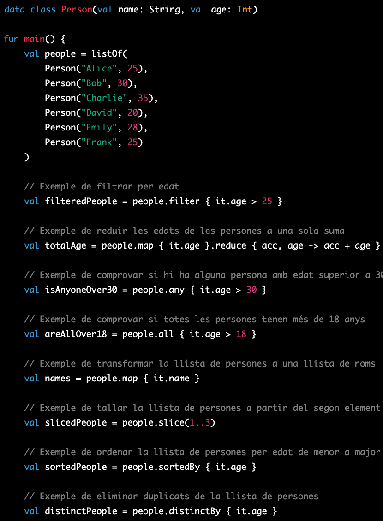 data class Person(val name: String, val age: Int)
fun main() {
val people = listOf(
Person("Alice", 25),
Person("Bob", 30),
Person("Charlie", 35),
Person("David", 20),
Person("Emily", 28),
Person("Frank", 25)
)
// Exemple de filtrar per edat
val filteredPeople = people.filter { it.age > 25 }
// Exemple de reduir les edats de les persones a una sola suma
val totalAge = people.map { it.age }.reduce { acc, age -> acc + age }
// Exemple de comprovar si hi ha alguna persona amb edat superior a 30
val isAnyoneOver30 = people.any { it.age > 30 }
// Exemple de comprovar si totes les persones tenen més de 18 anys
val areAllOver18 = people.all { it.age > 18 }
// Exemple de transformar la llista de persones a una llista de noms
val names = people.map { it.name }
// Exemple de tallar la llista de persones a partir del segon element
val slicedPeople = people.slice(1..3)
// Exemple de ordenar la llista de persones per edat de menor a major
val sortedPeople = people.sortedBy { it.age }
// Exemple de eliminar duplicats de la llista de persones
val distinctPeople = people.distinctBy { it.age }